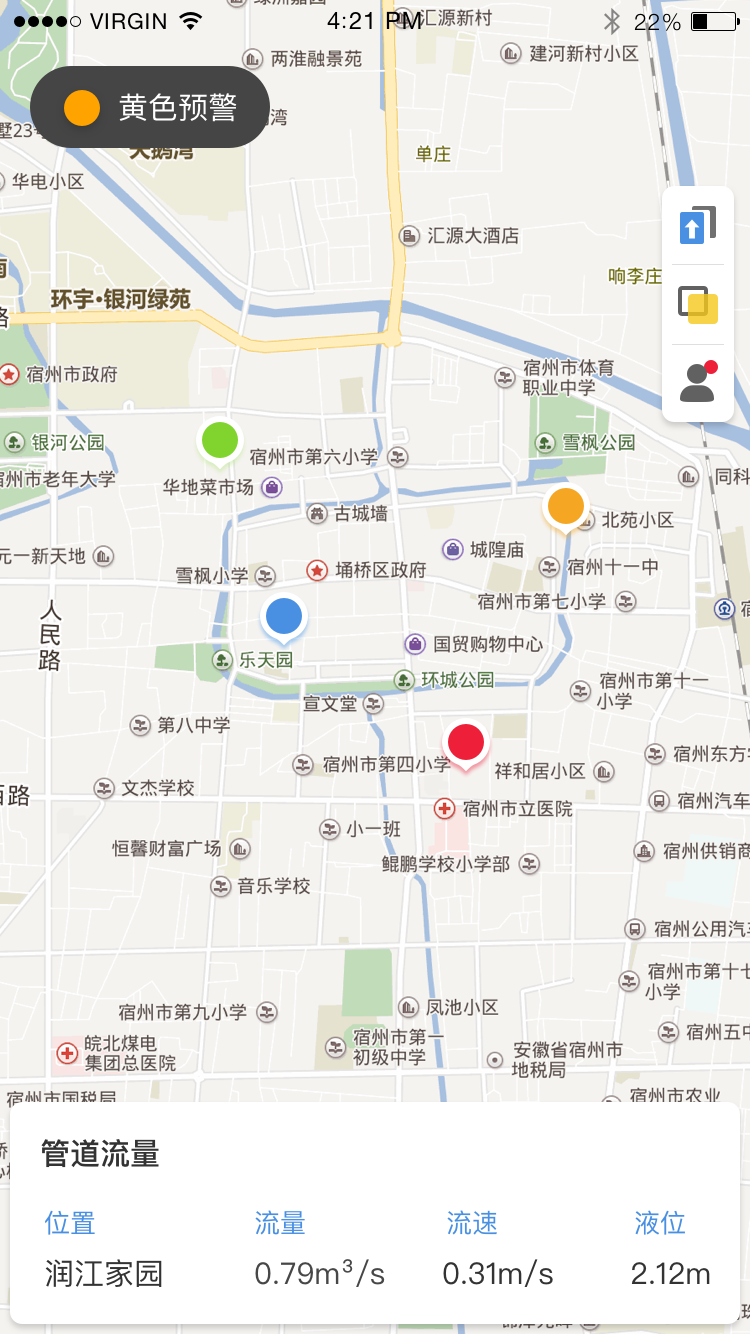 VIRGIN
4:21 PM
22%
汇源新村
两淮融景苑
建河新村小区
黄色预警
湾
墅23
天鹅湾
单庄
华电小区
汇源大酒店
响李庄
环宇·银河绿苑
路
宿州市体育
职业中学
宿州市政府
银河公园
宿州市第六小学
雪枫公园
宿州市老年大学
华地菜市场
同科
古城墙
北苑小区
元一新天地
城隍庙
雪枫小学
埇桥区政府
宿州十一中
宿州市第七小学
宿
人民路
乐天园
国贸购物中心
环城公园
宿州市第十一
小学
宣文堂
第八中学
宿州市第四小学
祥和居小区
宿州东方
文杰学校
西路
宿州市立医院
宿州汽车
小一班
恒馨财富广场
鲲鹏学校小学部
宿州供销商
音乐学校
宿州公用汽车
宿州市第十七
小学
宿州市第九小学
凤池小区
宿州五中
皖北煤电
集团总医院
宿州市第一
初级中学
安徽省宿州市
地税局
宿州市国税局
宿州市农业
管道流量
位置 流量 流速 液位
润江家园 0.79m³/s 0.31m/s 2.12m